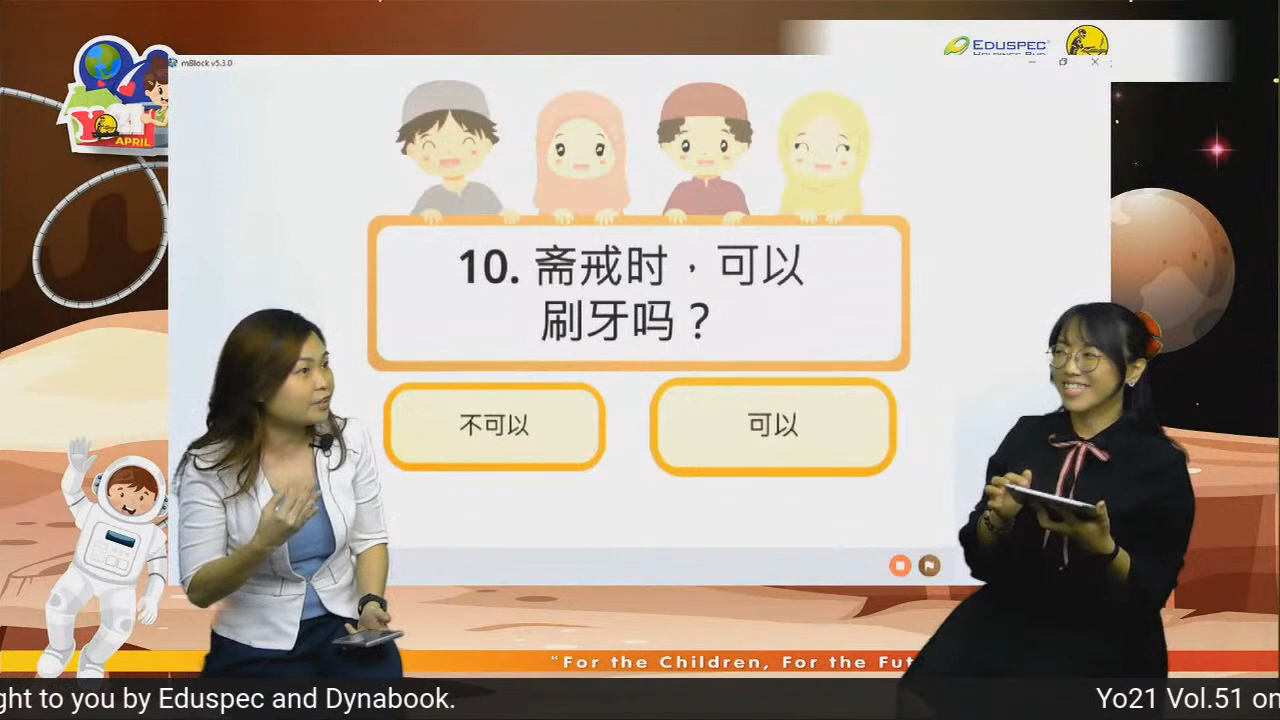 EDUSPEC
HOLDINGS BHD
mBlock v5.3.0
Yo21
APRIL
10. 斋戒时，可以
刷牙吗？
不可以
可以
"For the Children, For the Fut
ght to you by Eduspec and Dynabook.
Yo21 Vol.51 on